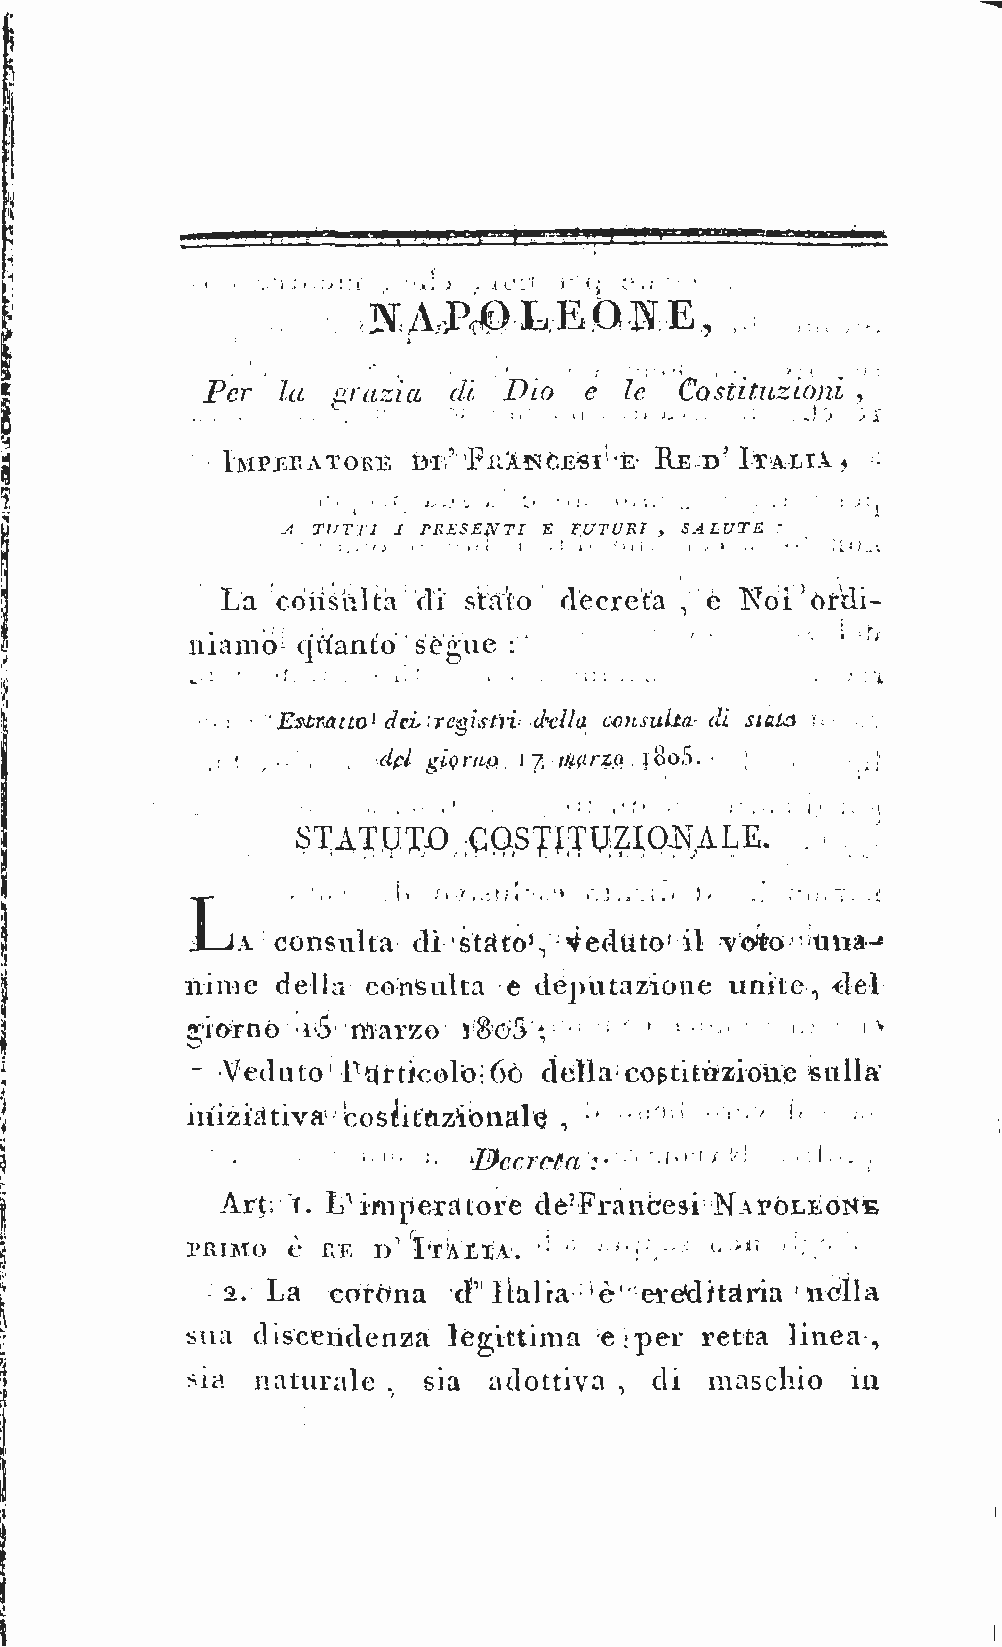 NAPOLEONE,
Per la grazia di Dio e le Costituzioni,
IMPERATORE DE' FRANCESI E RE D' ITALIA,
A TUTTI I PRESENTI E FUTURI, SALUTE :
La consulta di stato decreta, e Noi ordi-
niamo quanto segue :
Estratto dei registri della consulta di stato
del giorno 17 marzo 1805.
STATUTO COSTITUZIONALE.
LA consulta di stato, veduto il voto una-
nime della consulta e deputazione unite, del
giorno 15 marzo 1805;
Veduto l'articolo 60 della costituzione sulla
iniziativa costituzionale,
Decreta :
Art. 1. L'imperatore de'Francesi NAPOLEONE
PRIMO è RE D'ITALIA.
2. La corona d'Italia è ereditaria nella
sua discendenza legittima e per retta linea,
sia naturale, sia adottiva, di maschio in